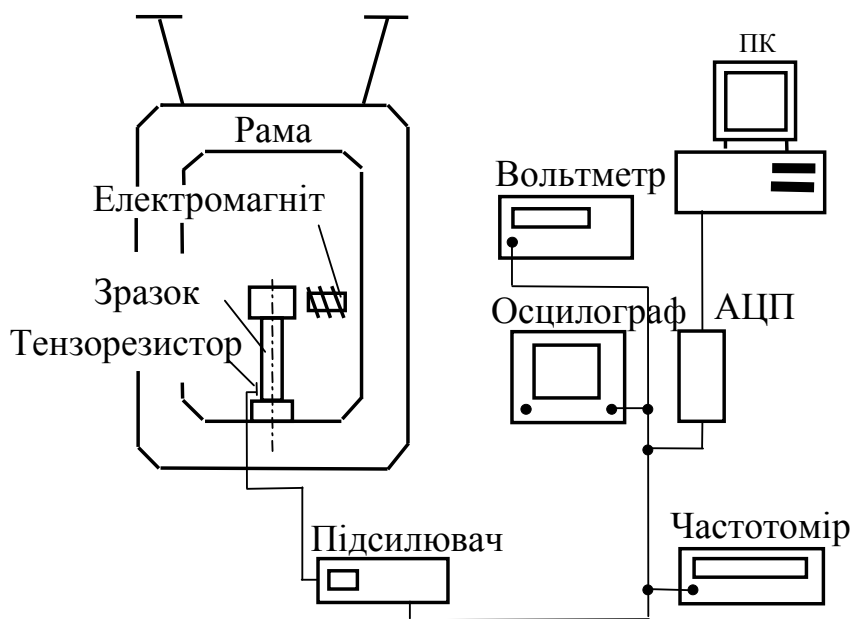 ПК
Рама
Вольтметр
Електромагніт
Зразок
Осцилограф
АЦП
Тензорезистор
Підсилювач
Частотомір